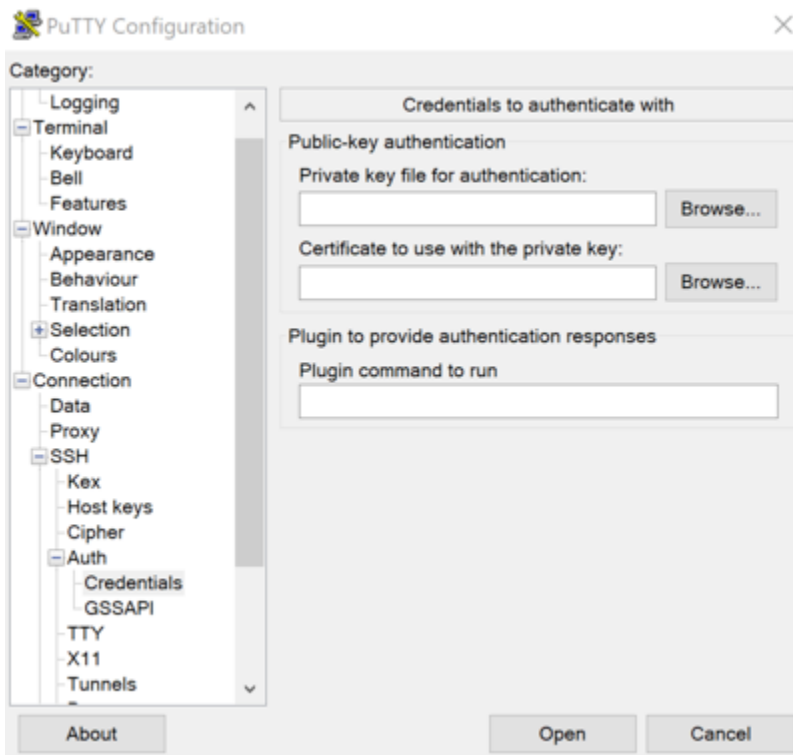 PuTTY Configuration
Category:
Logging
Terminal
Keyboard
Bell
Features
Window
Appearance
Behaviour
Translation
Selection
Colours
Connection
Data
Proxy
SSH
Kex
Host keys
Cipher
Auth
Credentials
GSSAPI
TTY
X11
Tunnels
Credentials to authenticate with
Public-key authentication
Private key file for authentication:
Browse...
Certificate to use with the private key:
Browse...
Plugin to provide authentication responses
Plugin command to run
About
Open
Cancel